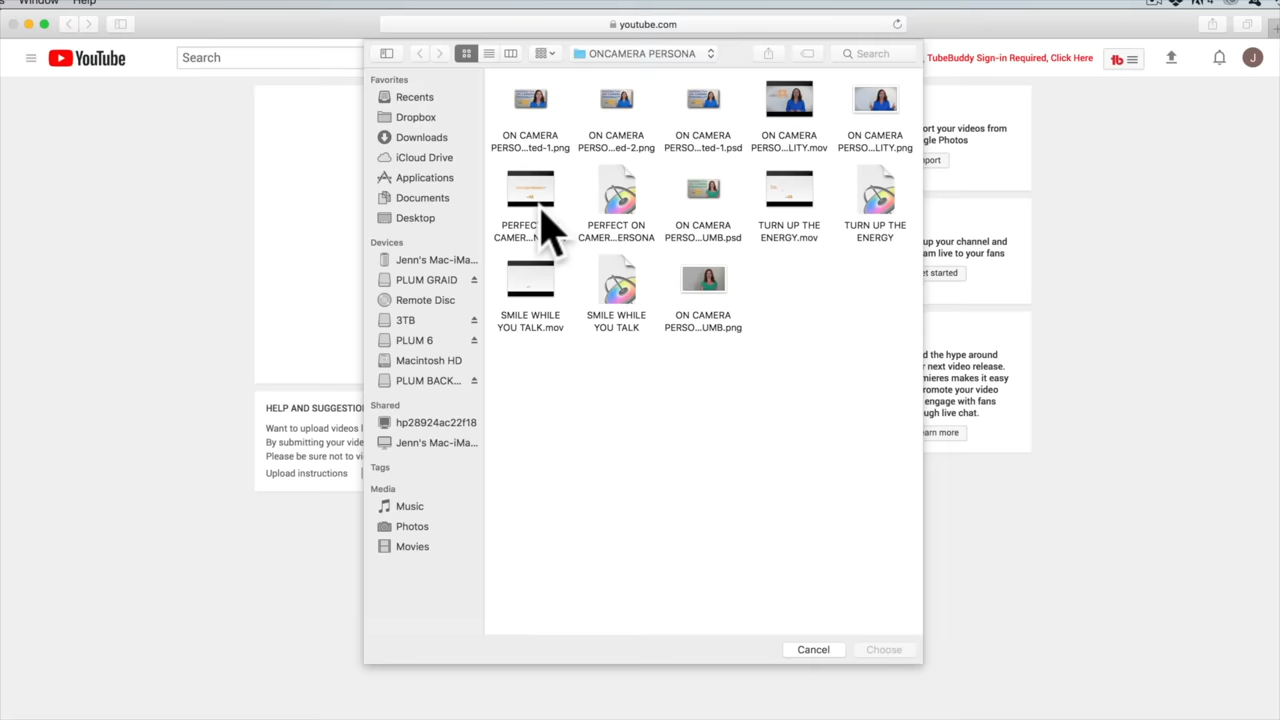 Window Help
youtube.com
YouTube
Search
ONCAMERA PERSONA
Search
TubeBuddy Sign-in Required, Click Here
tb
J
Favorites
Recents
Dropbox
Downloads
iCloud Drive
Applications
Documents
Desktop
Devices
Jenn's Mac-iMa...
PLUM GRAID
Remote Disc
3TB
PLUM 6
Macintosh HD
PLUM BACK...
Shared
hp28924ac22f18
Jenn's Mac-iMa...
Tags
Media
Music
Photos
Movies
ON CAMERA
PERSO...ted-1.png
ON CAMERA
PERSO...ed-2.png
ON CAMERA
PERSO...ted-1.psd
ON CAMERA
PERSO...LITY.mov
ON CAMERA
PERSO...LITY.png
PERFEC
CAMER...N
PERFECT ON
CAMER...ERSONA
ON CAMERA
PERSO...UMB.psd
TURN UP THE
ENERGY.mov
TURN UP THE
ENERGY
SMILE WHILE
YOU TALK.mov
SMILE WHILE
YOU TALK
ON CAMERA
PERSO...UMB.png
Cancel
Choose
HELP AND SUGGESTIO
Want to upload videos
By submitting your vide
Please be sure not to vi
Upload instructions
ort your videos from
gle Photos
port
up your channel and
am live to your fans
et started
d the hype around
r next video release.
mieres makes it easy
romote your video
engage with fans
ugh live chat.
earn more